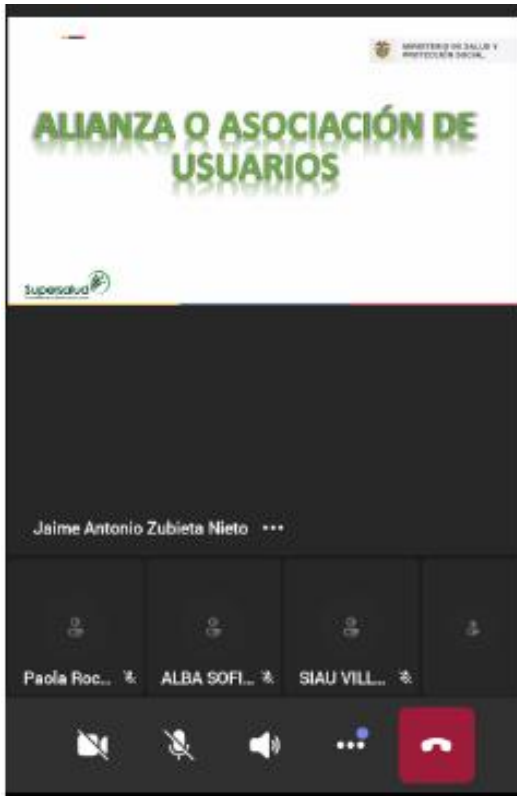 MINISTERIO DE SALUD Y
PROTECCIÓN SOCIAL
ALIANZA O ASOCIACIÓN DE
USUARIOS
Supersalud
Jaime Antonio Zubieta Nieto •••
Paola Roc...
ALBA SOFI...
SIAU VILL...